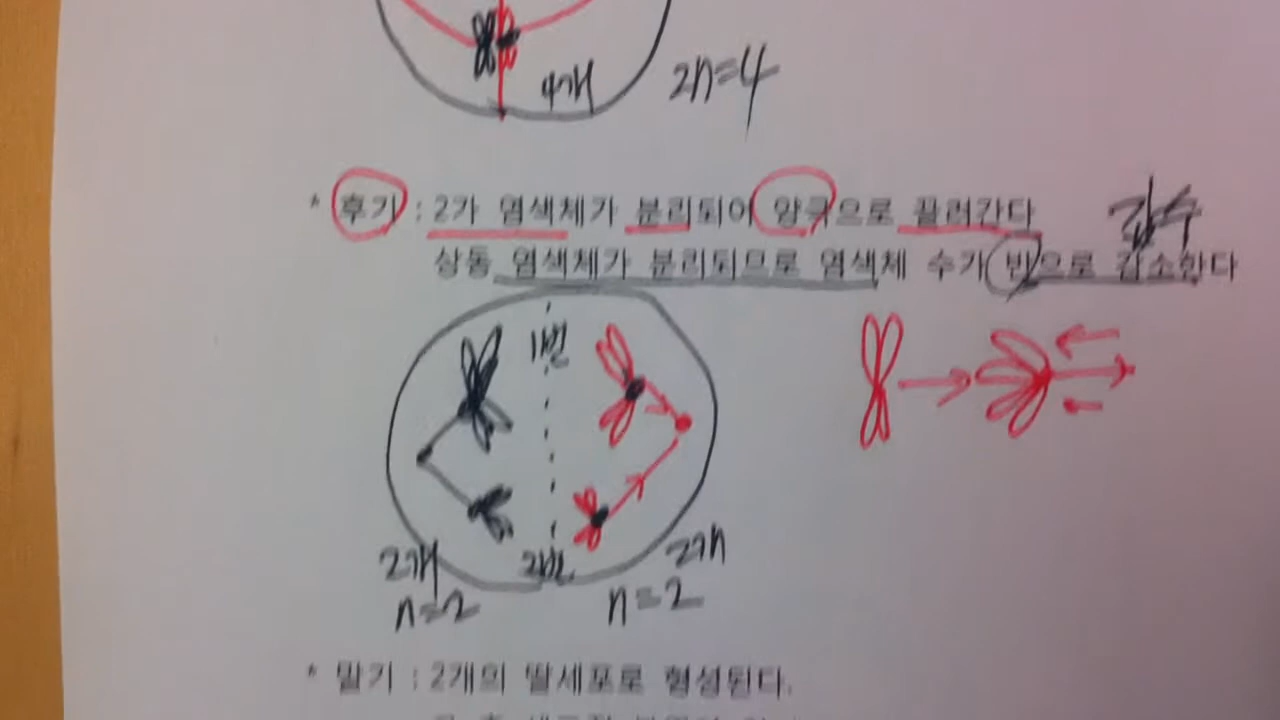 4개
2n=4
* 후기 : 2가 염색체가 분리되어 양극으로 끌려간다
감수
상동 염색체가 분리되므로 염색체 수가 반으로 감소한다
1번
2개
2번
2개
n=2
n=2
* 말기 : 2개의 딸세포로 형성된다.